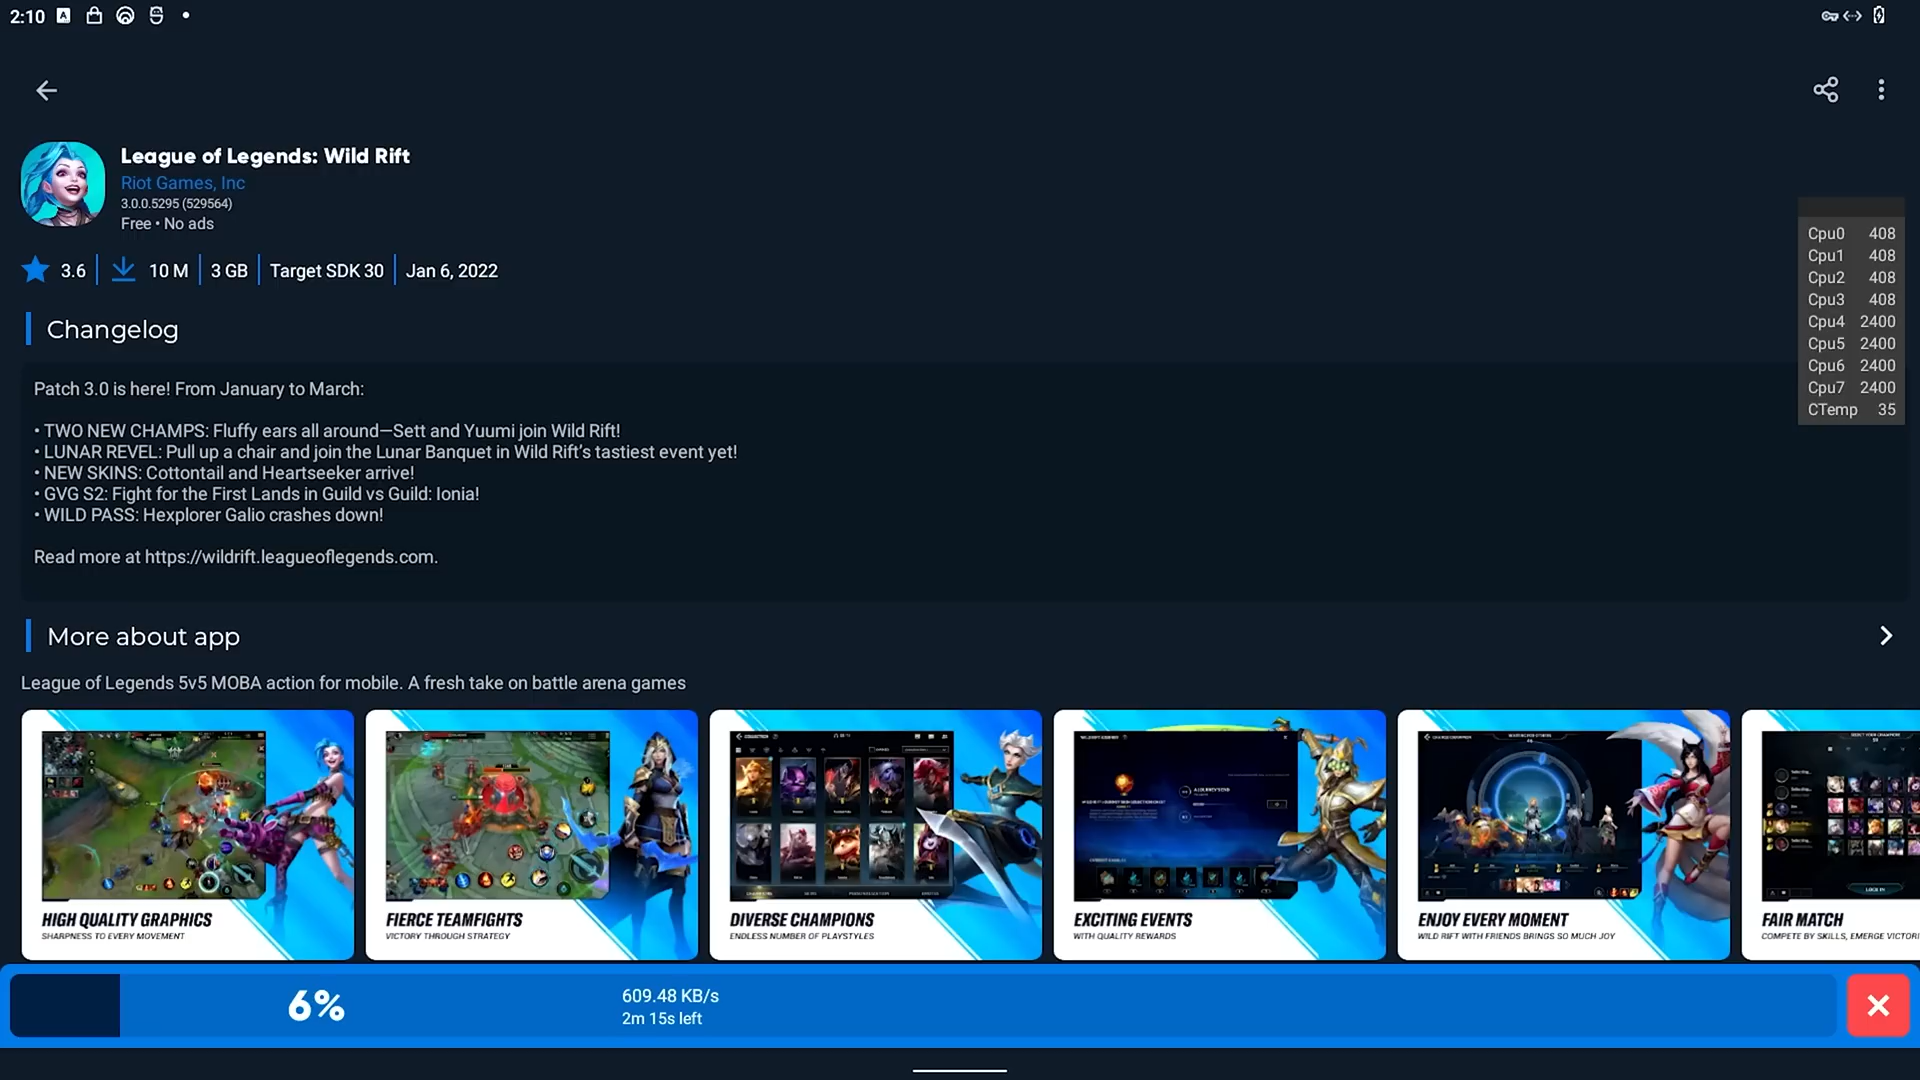 2:10
League of Legends: Wild Rift
Riot Games, Inc
3.0.0.5295 (529564)
Free • No ads
3.6
10 M
3 GB
Target SDK 30
Jan 6, 2022
Cpu0 408
Cpu1 408
Cpu2 408
Cpu3 408
Cpu4 2400
Cpu5 2400
Cpu6 2400
Cpu7 2400
CTemp 35
Changelog
Patch 3.0 is here! From January to March:
• TWO NEW CHAMPS: Fluffy ears all around—Sett and Yuumi join Wild Rift!
• LUNAR REVEL: Pull up a chair and join the Lunar Banquet in Wild Rift’s tastiest event yet!
• NEW SKINS: Cottontail and Heartseeker arrive!
• GVG S2: Fight for the First Lands in Guild vs Guild: Ionia!
• WILD PASS: Hexplorer Galio crashes down!
Read more at https://wildrift.leagueoflegends.com.
More about app
League of Legends 5v5 MOBA action for mobile. A fresh take on battle arena games
HIGH QUALITY GRAPHICS
SHARPNESS TO EVERY MOVEMENT
FIERCE TEAMFIGHTS
VICTORY THROUGH STRATEGY
COLLECTION
DIVERSE CHAMPIONS
ENDLESS NUMBER OF PLAYSTYLES
EXCITING EVENTS
WITH QUALITY REWARDS
ENJOY EVERY MOMENT
WILD RIFT WITH FRIENDS BRINGS SO MUCH JOY
LOCK IN
FAIR MATCH
COMPETE BY SKILLS, EMERGE VICTORI
6%
609.48 KB/s
2m 15s left